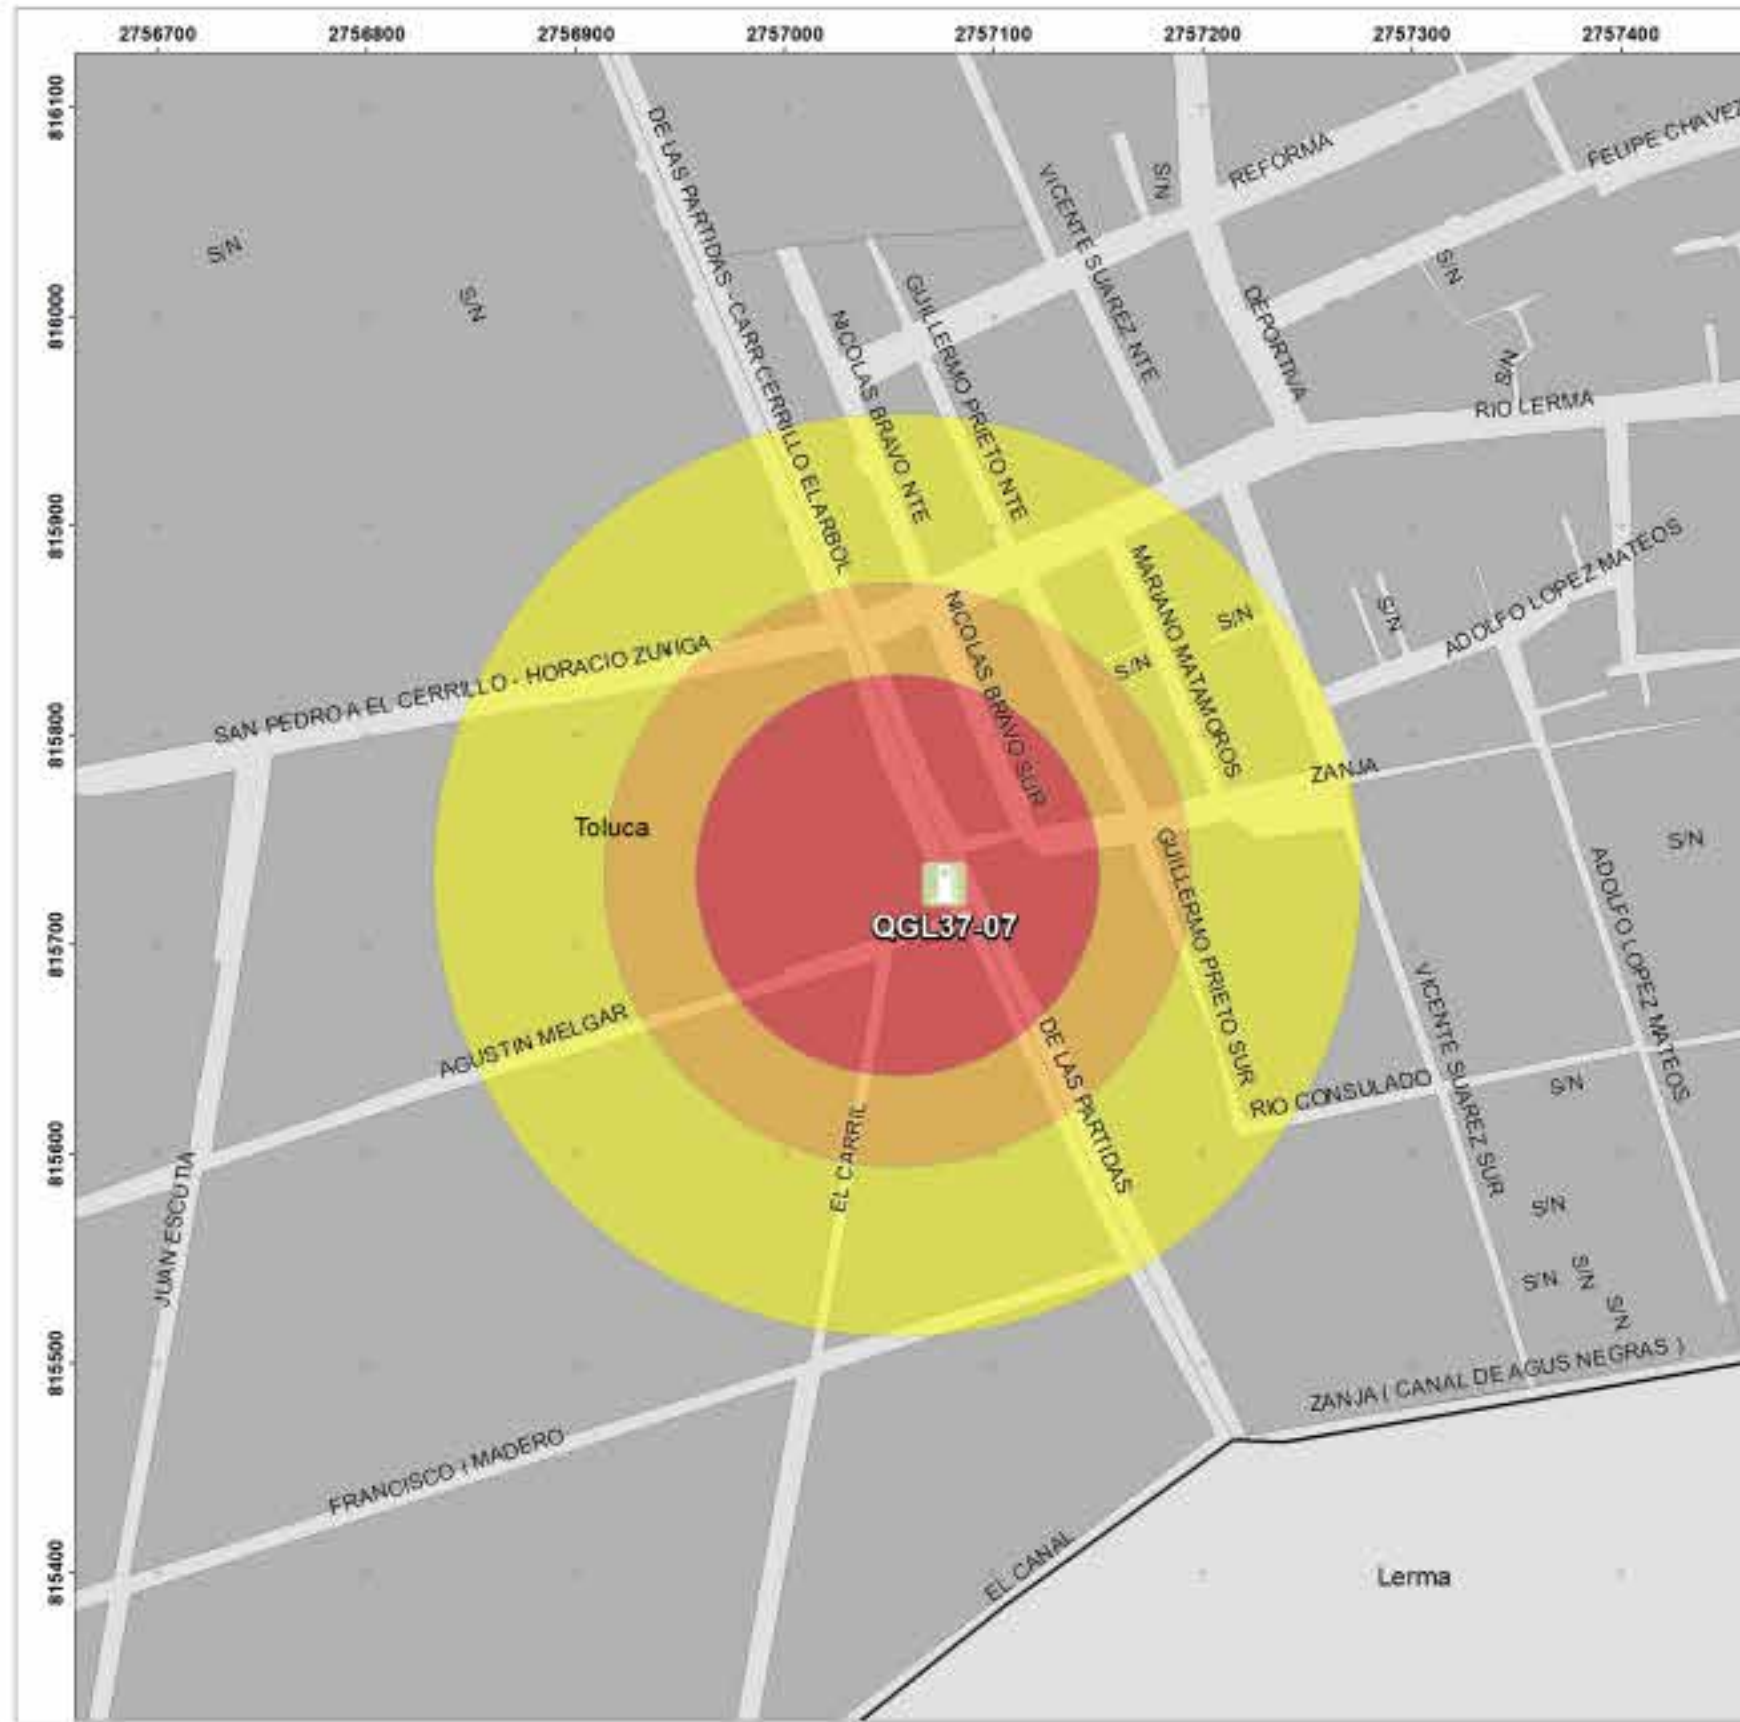 2756700 2756800 2756900 2757000 2757100 2757200 2757300 2757400
816100
816000
815900
815800
815700
815600
815500
815400
DE LAS PARTIDAS - CARR CERRILLO EL ARBOL
REFORMA
FELIPE CHAVEZ
S/N
VICENTE SUAREZ NTE
S/N
S/N
S/N
GUILLERMO PRIETO NTE
DEPORTIVA
NICOLAS BRAVO NTE
S/N
RIO LERMA
ADOLFO LOPEZ MATEOS
MARIANO MATAMOROS
NICOLAS BRAVO SUR
S/N
S/N
S/N
SAN PEDRO A EL CERRILLO - HORACIO ZUNIGA
ZANJA
Toluca
S/N
GUILLERMO PRIETO SUR
ADOLFO LOPEZ MATEOS
QGL37-07
VICENTE SUAREZ SUR
AGUSTIN MELGAR
DE LAS PARTIDAS
RIO CONSULADO
S/N
EL CARRIL
JUAN ESCUTIA
S/N
S/N
S/N
S/N
ZANJA ( CANAL DE AGUS NEGRAS )
FRANCISCO I MADERO
EL CANAL
Lerma